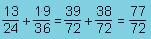 13/24 + 19/36 = 39/72 + 38/72 = 77/72